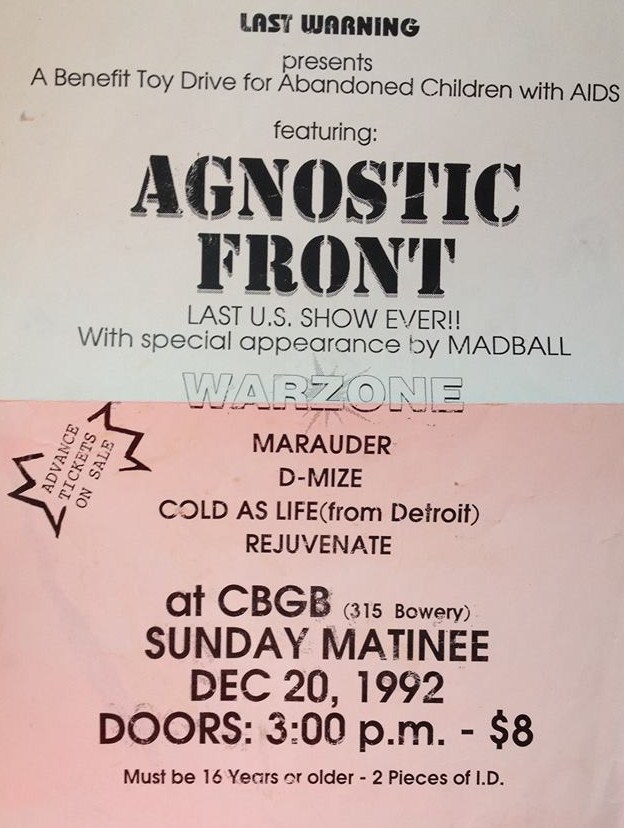 LAST WARNING
presents
A Benefit Toy Drive for Abandoned Children with AIDS
featuring:
AGNOSTIC
FRONT
LAST U.S. SHOW EVER!!
With special appearance by MADBALL
WARZONE
ADVANCE
TICKETS
ON SALE
MARAUDER
D-MIZE
COLD AS LIFE(from Detroit)
REJUVENATE
at CBGB (315 Bowery)
SUNDAY MATINEE
DEC 20, 1992
DOORS: 3:00 p.m. - $8
Must be 16 Years or older - 2 Pieces of I.D.